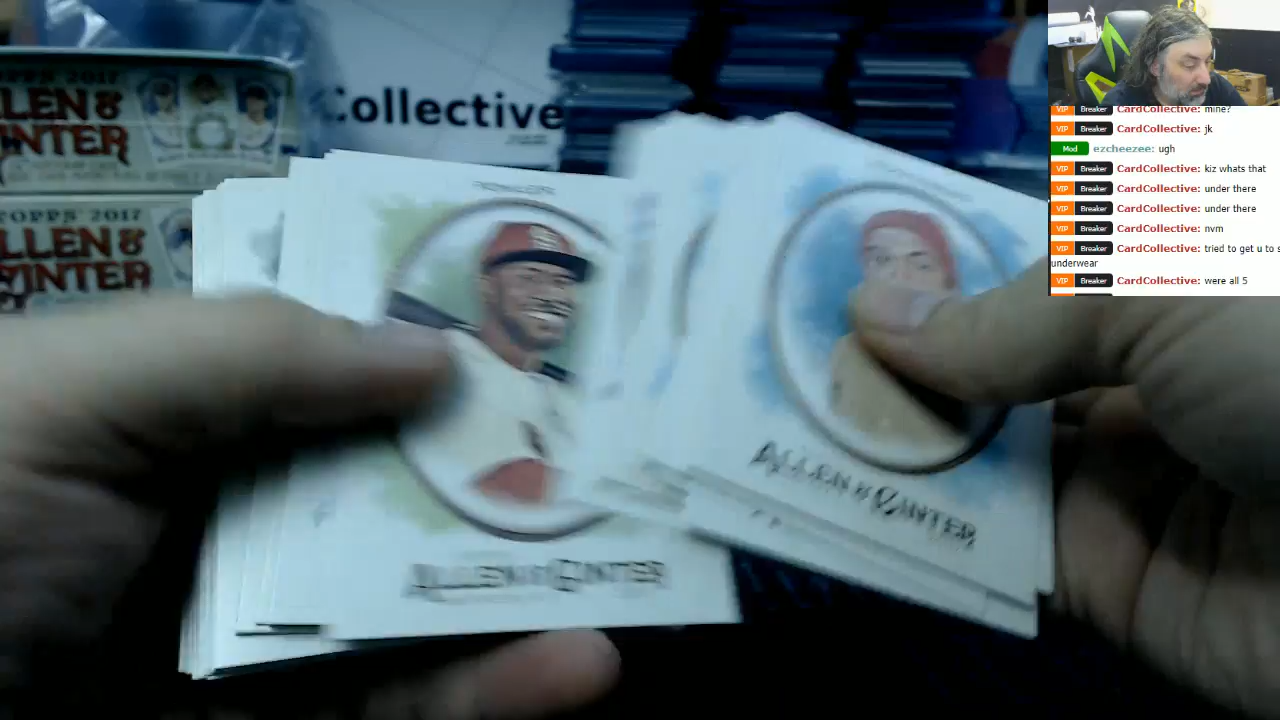 TOPPS 2017
ALLEN &
GINTER
TOPPS 2017
ALLEN &
GINTER
Collective
ALLEN & GINTER
ALLEN & GINTER
VIP Breaker CardCollective: mine?
VIP Breaker CardCollective: jk
Mod ezcheezee: ugh
VIP Breaker CardCollective: kiz whats that
VIP Breaker CardCollective: under there
VIP Breaker CardCollective: under there
VIP Breaker CardCollective: nvm
VIP Breaker CardCollective: tried to get u to s
underwear
VIP Breaker CardCollective: were all 5